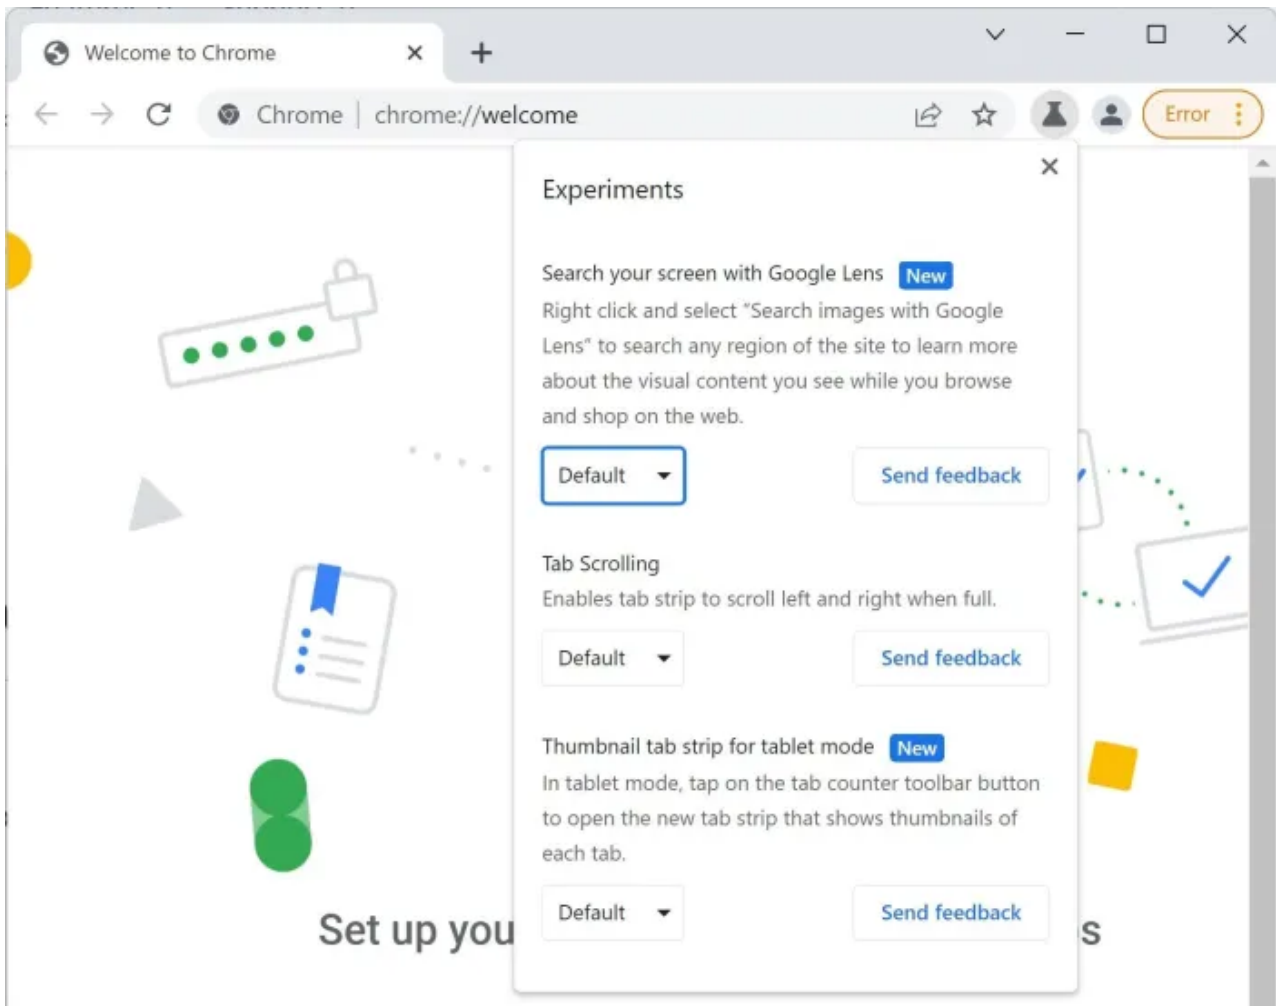 Welcome to Chrome
Chrome | chrome://welcome
Error
Experiments
Search your screen with Google Lens New
Right click and select "Search images with Google
Lens" to search any region of the site to learn more
about the visual content you see while you browse
and shop on the web.
Default Send feedback
Tab Scrolling
Enables tab strip to scroll left and right when full.
Default Send feedback
Thumbnail tab strip for tablet mode New
In tablet mode, tap on the tab counter toolbar button
to open the new tab strip that shows thumbnails of
each tab.
Default Send feedback
Set up you